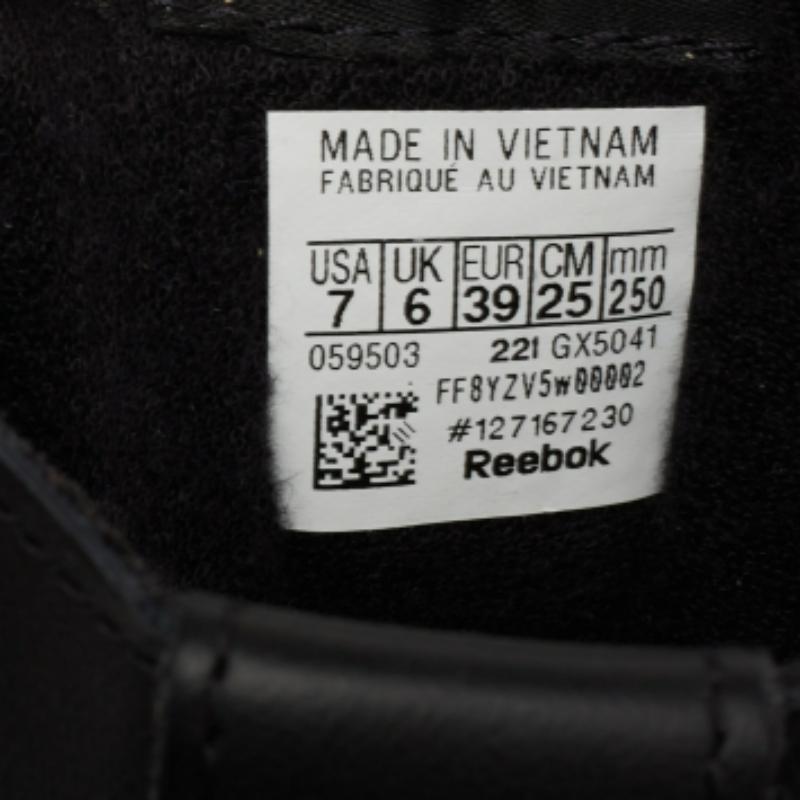 MADE IN VIETNAM
FABRIQUÉ AU VIETNAM
USA UK EUR CM mm
7 6 39 25 250
059503 22I GX5041
FF8YZV5w00002
#127167230
Reebok